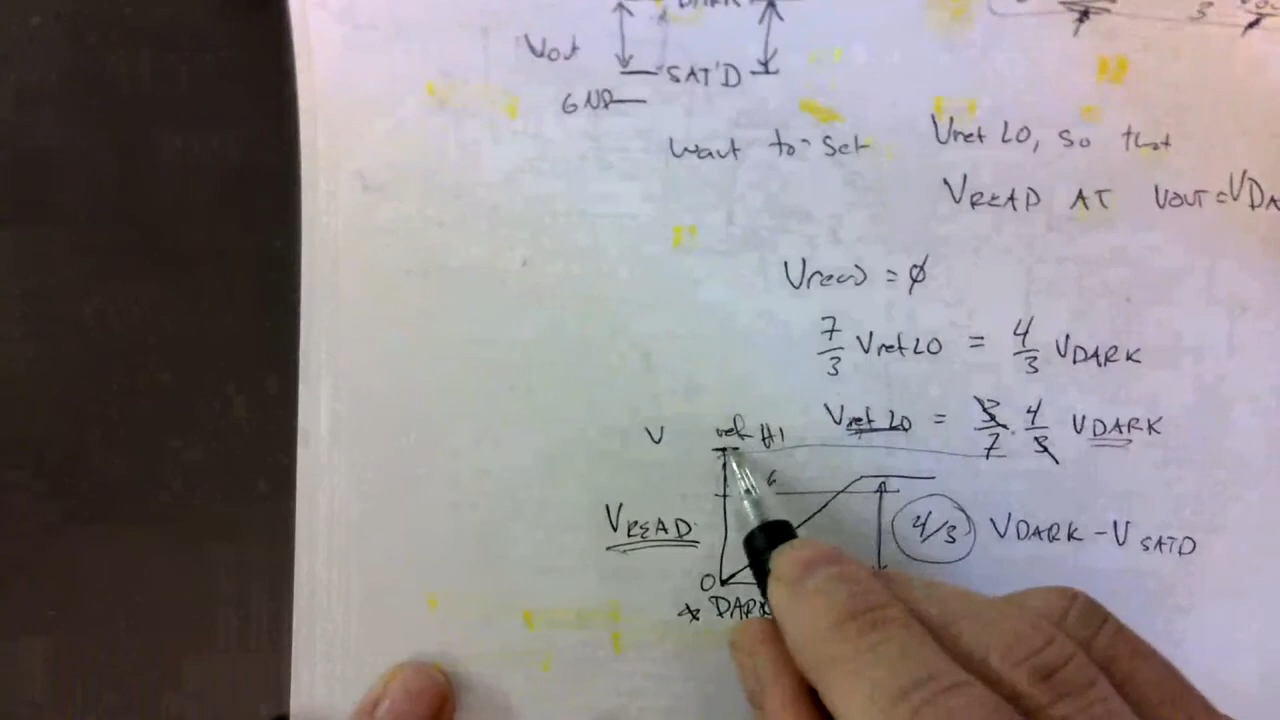 DARK
Vout
SAT'D
GND
want to set Vref LO, so that
VREAD AT VOUT = VDA
Vread = ∅
7/3 Vref LO = 4/3 VDARK
Vref LO = 3/7 · 4/3 VDARK
V ref HI
VREAD
4/3 VDARK - VSATD
0
* DARK